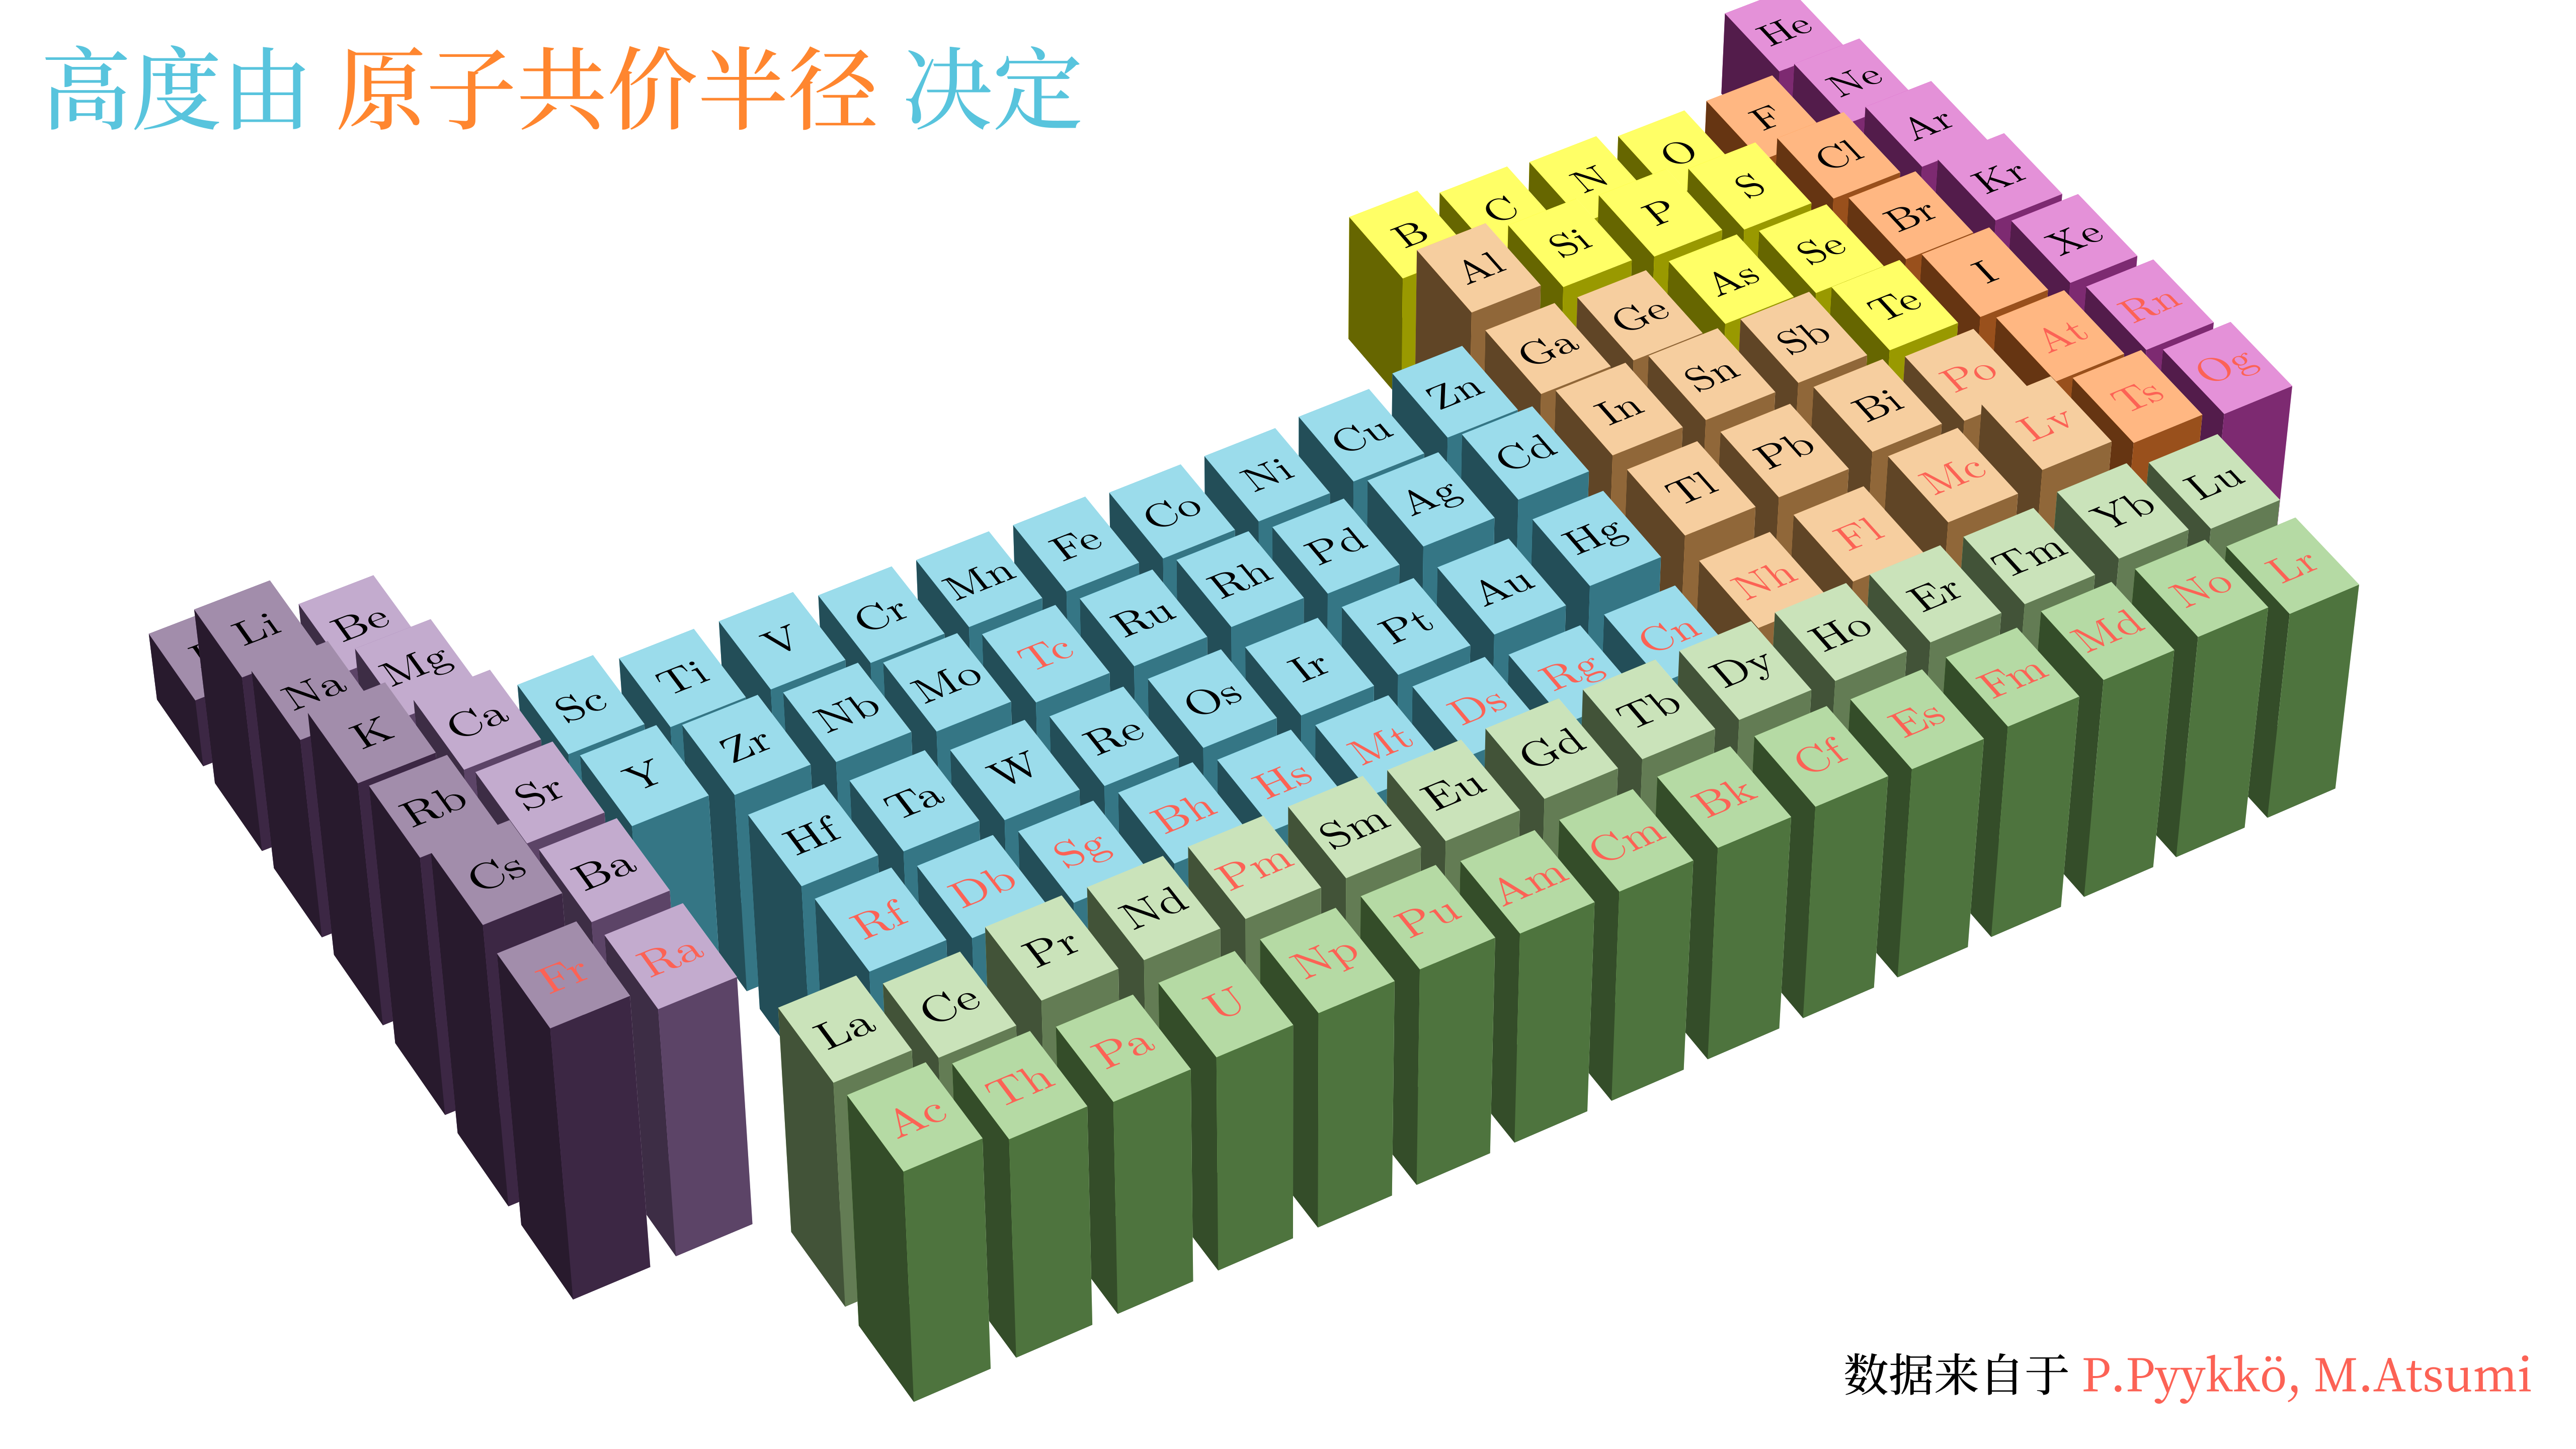 高度由 原子共价半径 决定
He
Li Be B C N O F Ne
Na Mg Al Si P S Cl Ar
K Ca Sc Ti V Cr Mn Fe Co Ni Cu Zn Ga Ge As Se Br Kr
Rb Sr Y Zr Nb Mo Tc Ru Rh Pd Ag Cd In Sn Sb Te I Xe
Cs Ba Hf Ta W Re Os Ir Pt Au Hg Tl Pb Bi Po At Rn
Fr Ra Rf Db Sg Bh Hs Mt Ds Rg Cn Nh Fl Mc Lv Ts Og
La Ce Pr Nd Pm Sm Eu Gd Tb Dy Ho Er Tm Yb Lu
Ac Th Pa U Np Pu Am Cm Bk Cf Es Fm Md No Lr
数据来自于 P.Pyykkö, M.Atsumi